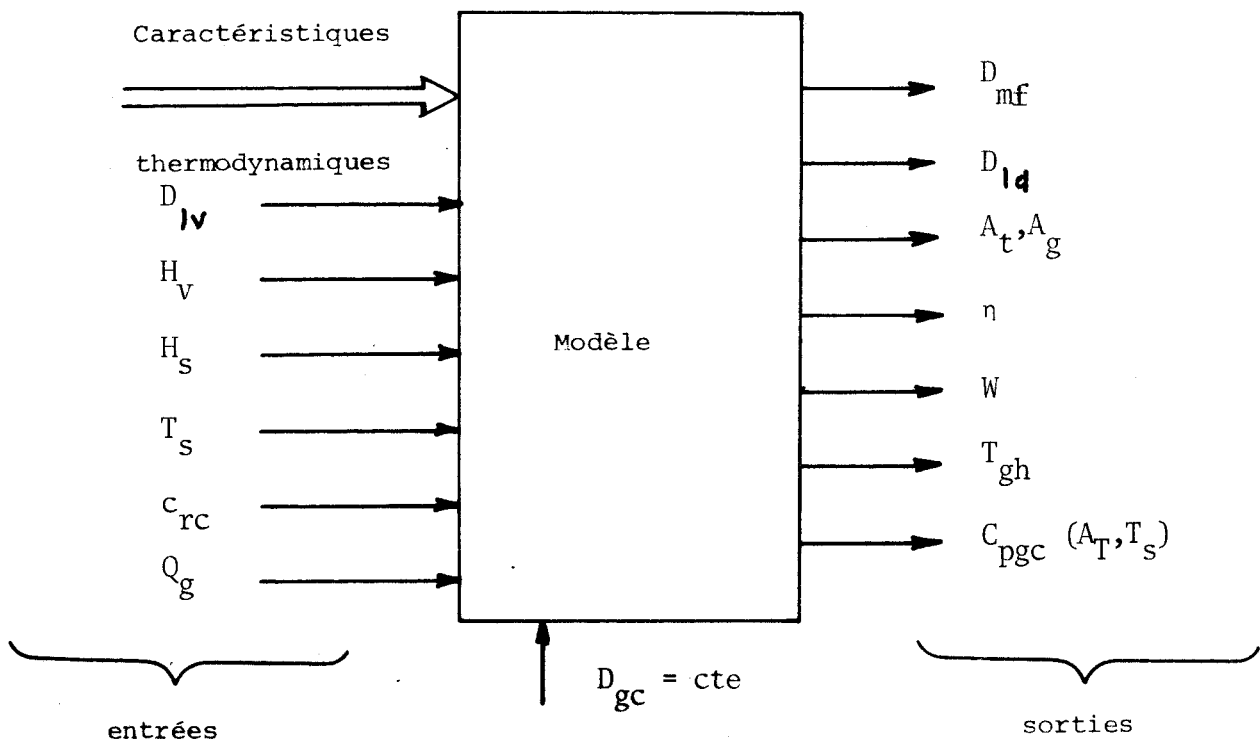 Caractéristiques
thermodynamiques
D_lv
H_v
H_s
T_s
c_rc
Q_g
entrées
Modèle
D_gc = cte
D_mf
D_ld
A_t,A_g
η
W
T_gh
C_pgc (A_T,T_s)
sorties